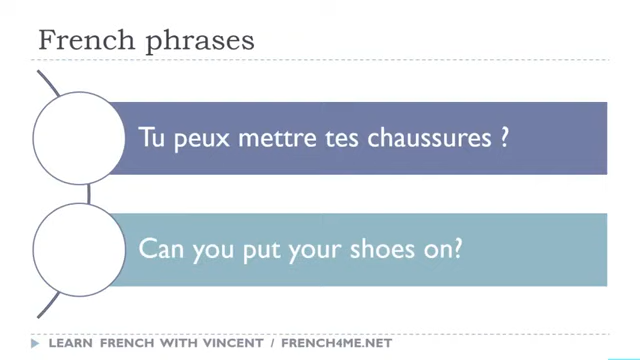 French phrases
Tu peux mettre tes chaussures ?
Can you put your shoes on?
LEARN FRENCH WITH VINCENT / FRENCH4ME.NET